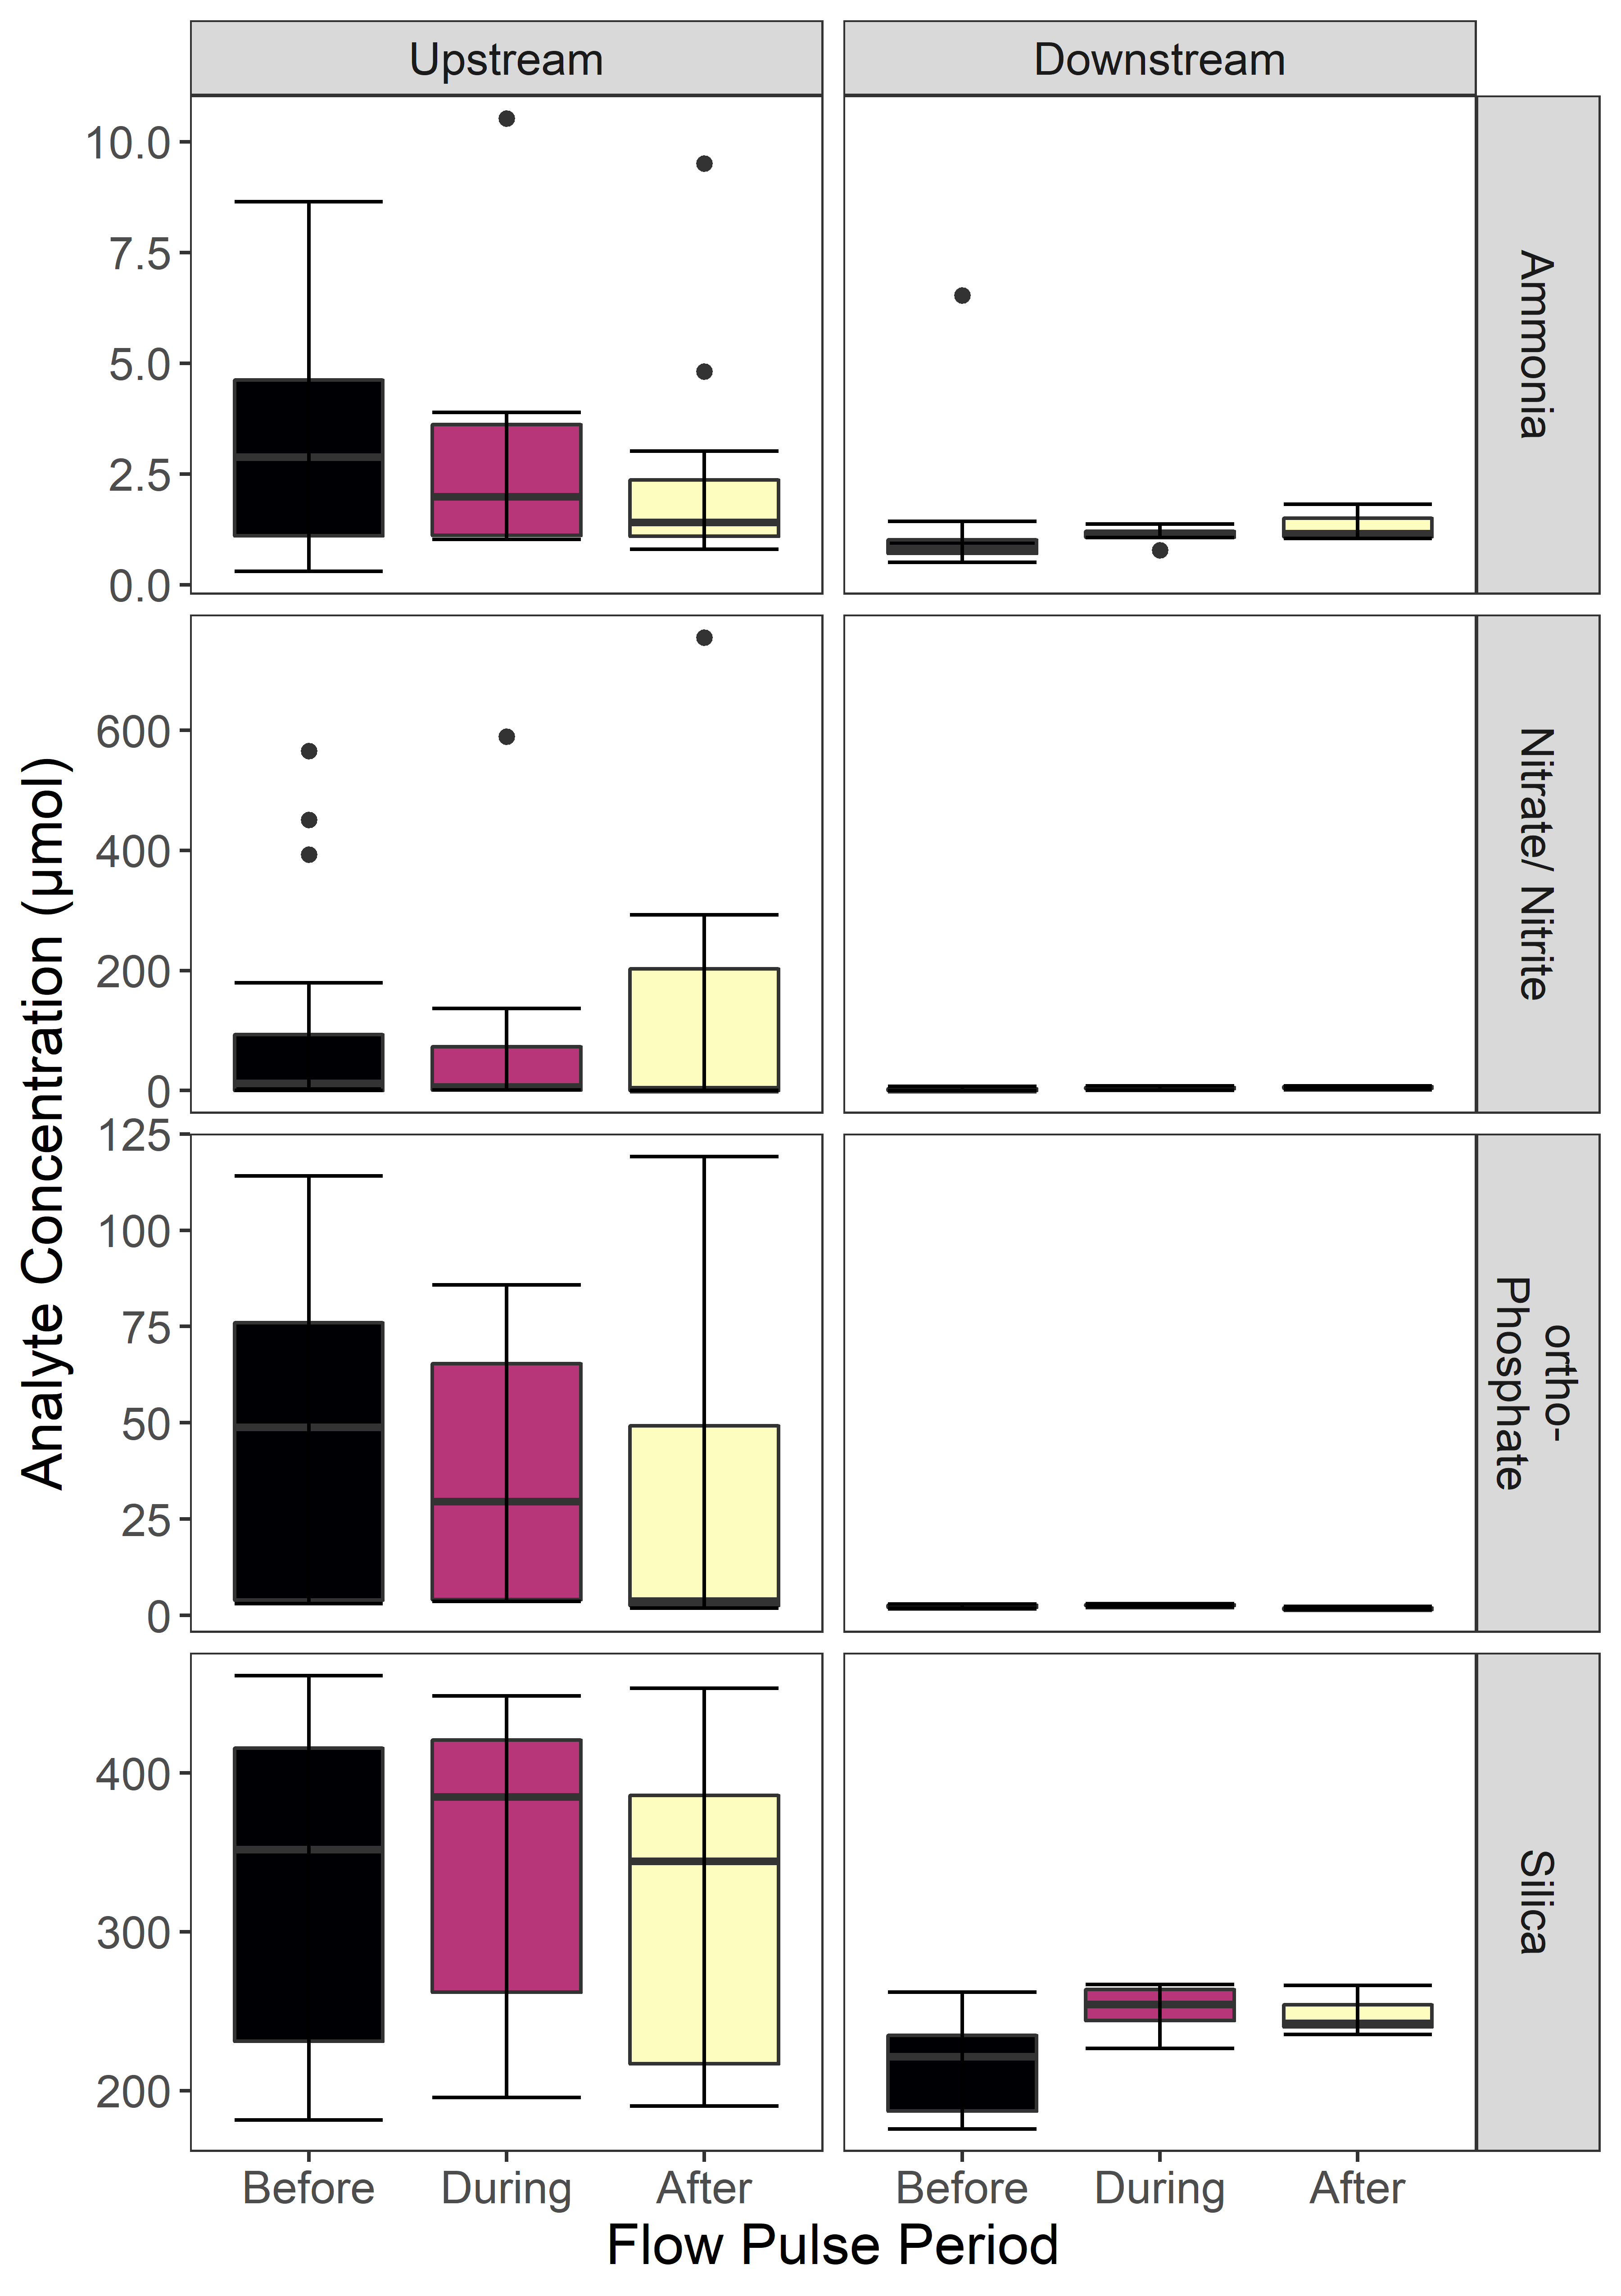 Upstream
Downstream
10.0
7.5
5.0
2.5
0.0
Ammonia
600
400
200
0
Nitrate/ Nitrite
125
100
75
50
25
0
ortho-
Phosphate
400
300
200
Silica
Analyte Concentration (µmol)
Before
During
After
Before
During
After
Flow Pulse Period